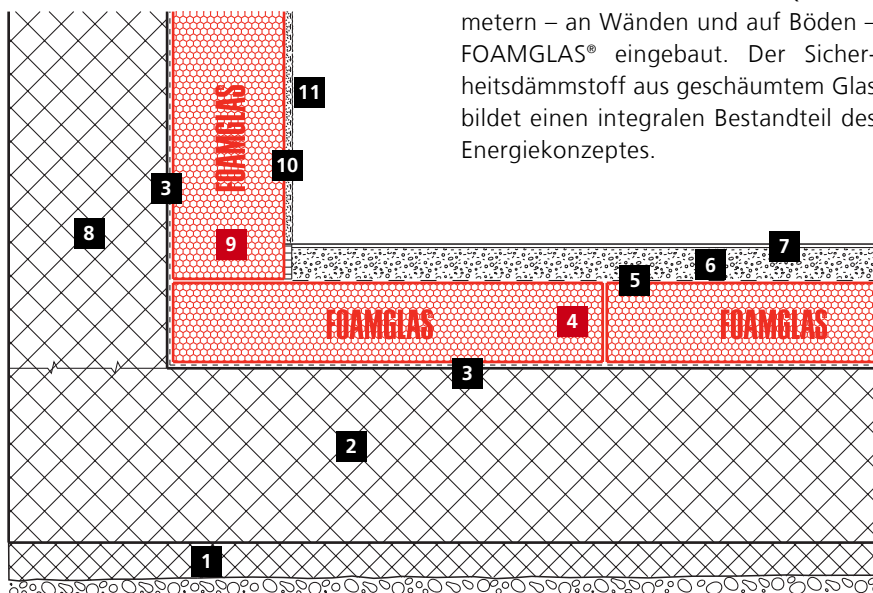 metern – an Wänden und auf Böden –
FOAMGLAS® eingebaut. Der Sicher-
heitsdämmstoff aus geschäumtem Glas
bildet einen integralen Bestandteil des
Energiekonzeptes.
11
FOAMGLAS
10
3
8
9
7
6
5
FOAMGLAS
4
FOAMGLAS
3
2
1